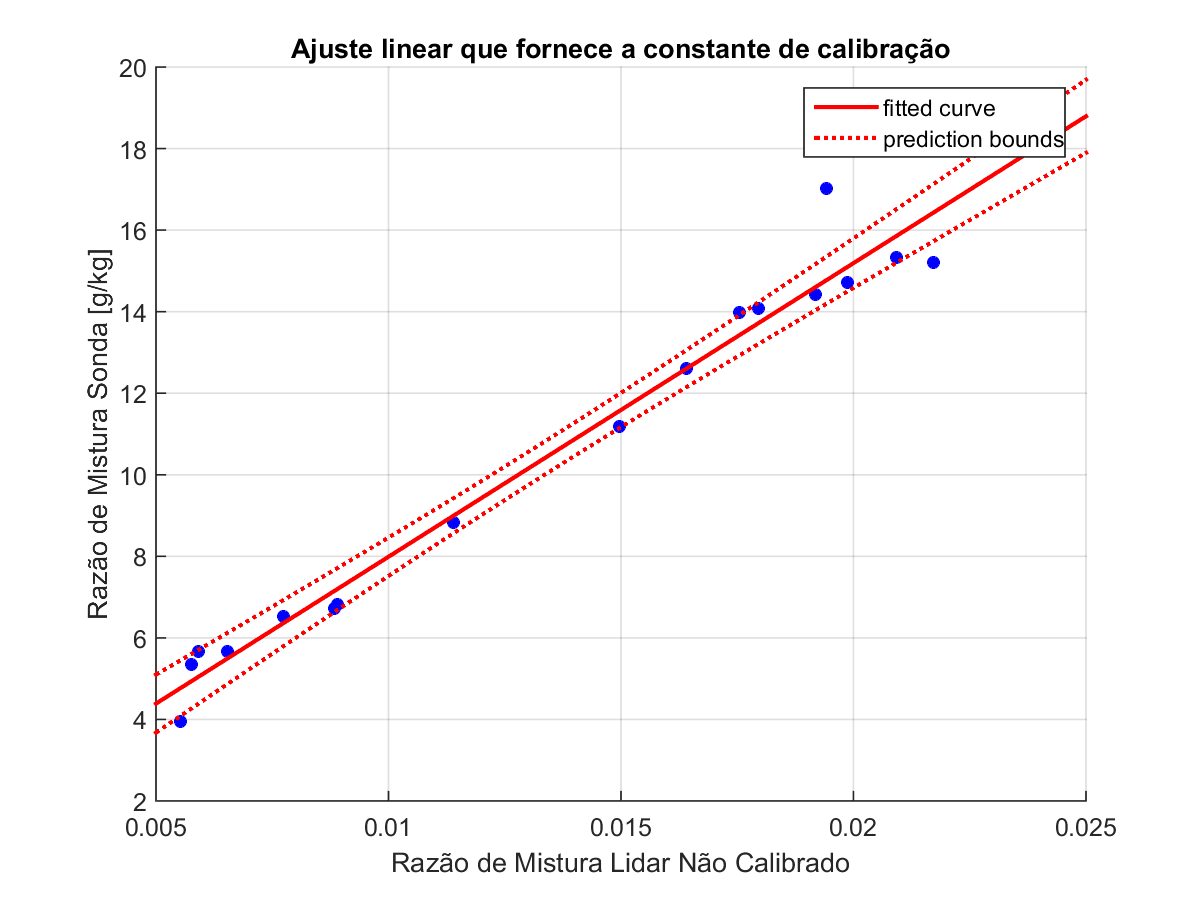 Ajuste linear que fornece a constante de calibração
20
18
16
14
12
10
8
6
4
2
fitted curve
prediction bounds
Razão de Mistura Sonda [g/kg]
0.005 0.01 0.015 0.02 0.025
Razão de Mistura Lidar Não Calibrado